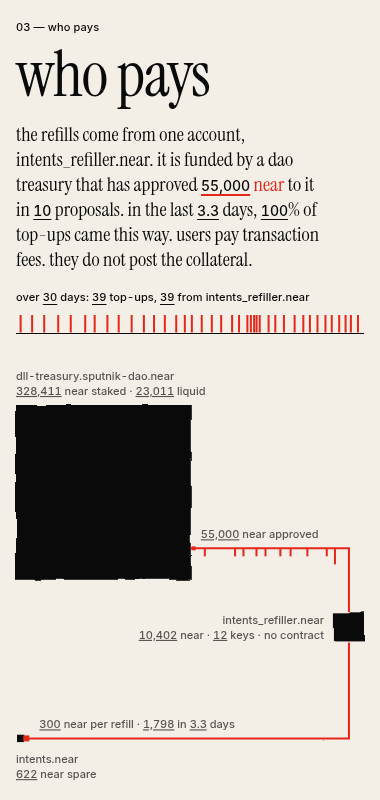 03 — who pays
who pays
the refills come from one account,
intents_refiller.near. it is funded by a dao
treasury that has approved 55,000 near to it
in 10 proposals. in the last 3.3 days, 100% of
top-ups came this way. users pay transaction
fees. they do not post the collateral.
over 30 days: 39 top-ups, 39 from intents_refiller.near
dll-treasury.sputnik-dao.near
328,411 near staked · 23,011 liquid
55,000 near approved
intents_refiller.near
10,402 near · 12 keys · no contract
300 near per refill · 1,798 in 3.3 days
intents.near
622 near spare